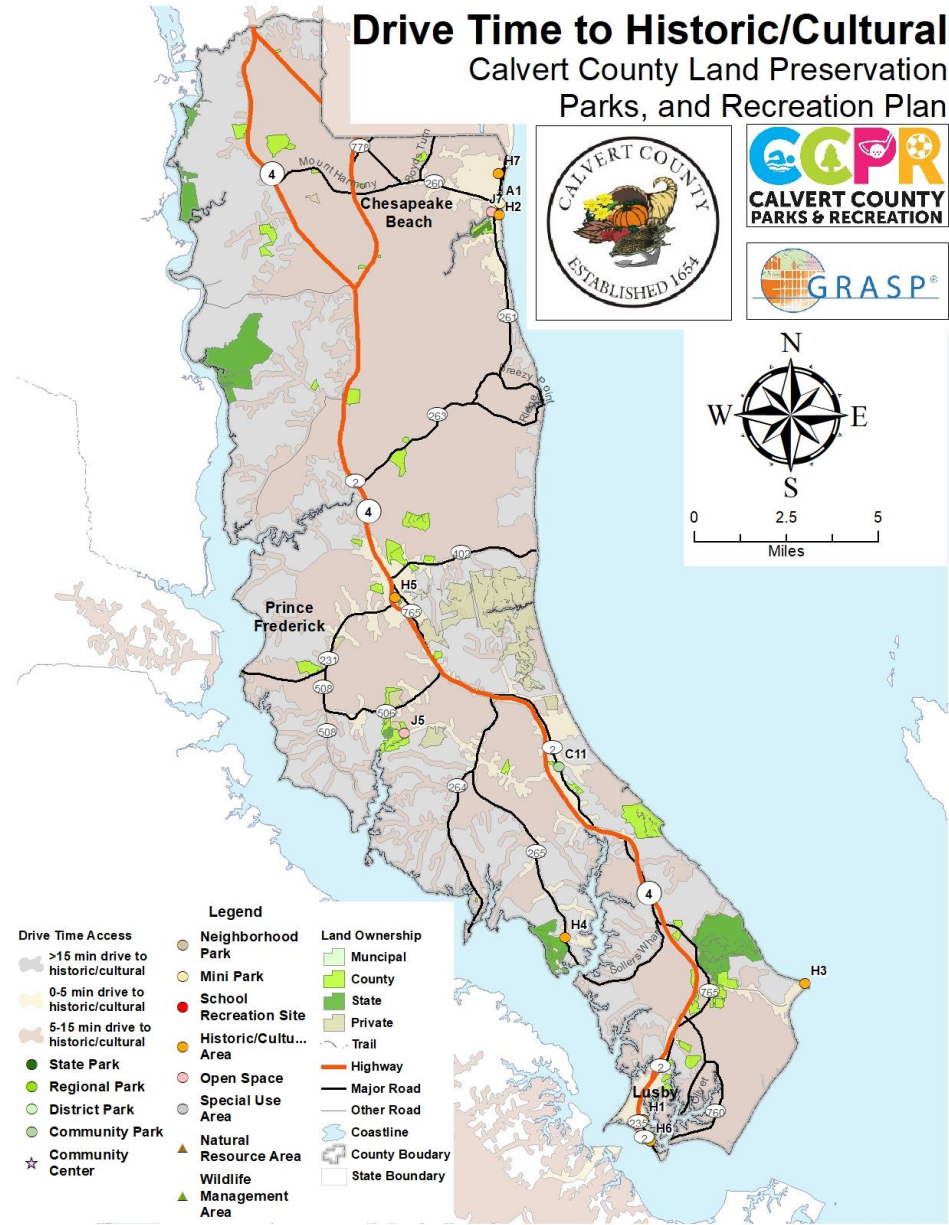 Drive Time to Historic/Cultural
Calvert County Land Preservation
Parks, and Recreation Plan
CALVERT COUNTY
ESTABLISHED 1654
CCPR
CALVERT COUNTY
PARKS & RECREATION
GRASP®
N
W
E
S
0
2.5
5
Miles
778
4
Mount Harmony
260
Chesapeake
Beach
H7
A1
J7
H2
261
263
2
4
402
H5
765
Prince
Frederick
231
508
506
J5
508
2
C11
264
265
4
H4
765
H3
2
Lusby
H1
235
H6
2
760
Legend
Drive Time Access
>15 min drive to
historic/cultural
0-5 min drive to
historic/cultural
5-15 min drive to
historic/cultural
State Park
Regional Park
District Park
Community Park
Community
Center
Neighborhood
Park
Mini Park
School
Recreation Site
Historic/Cultu...
Area
Open Space
Special Use
Area
Natural
Resource Area
Wildlife
Management
Area
Land Ownership
Muncipal
County
State
Private
Trail
Highway
Major Road
Other Road
Coastline
County Boudary
State Boundary